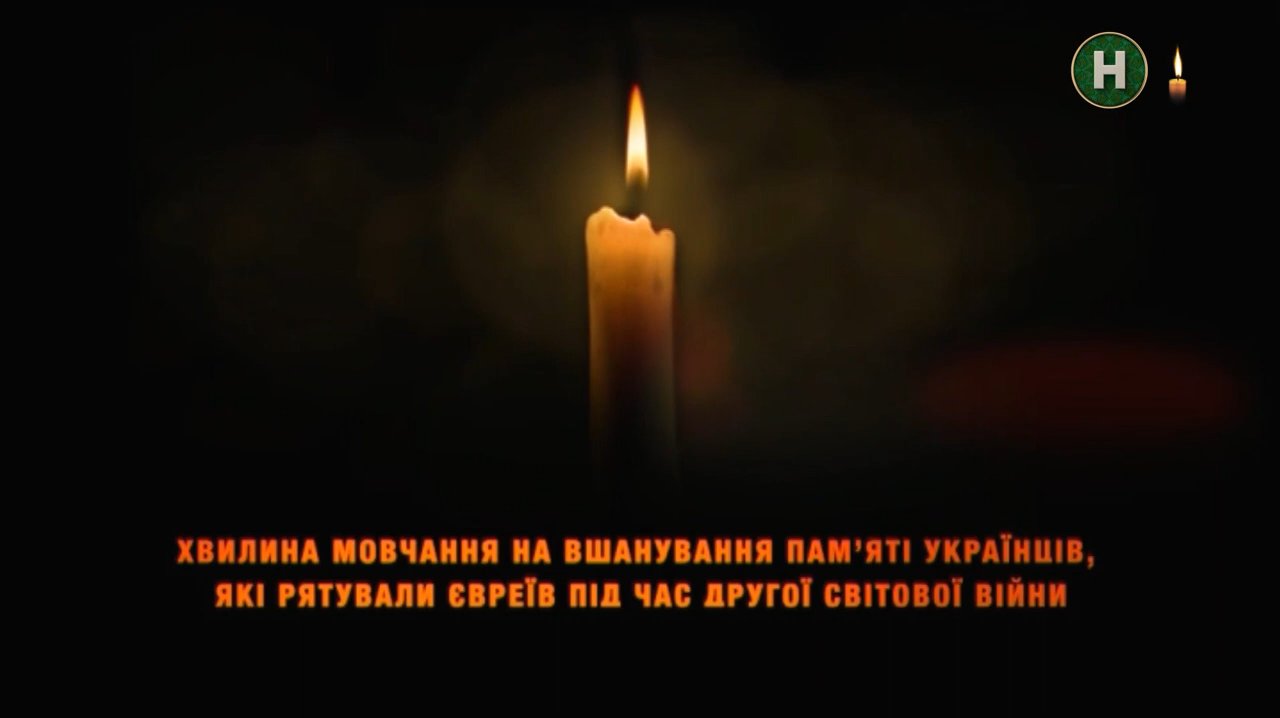 Н
ХВИЛИНА МОВЧАННЯ НА ВШАНУВАННЯ ПАМ’ЯТІ УКРАЇНЦІВ,
ЯКІ РЯТУВАЛИ ЄВРЕЇВ ПІД ЧАС ДРУГОЇ СВІТОВОЇ ВІЙНИ